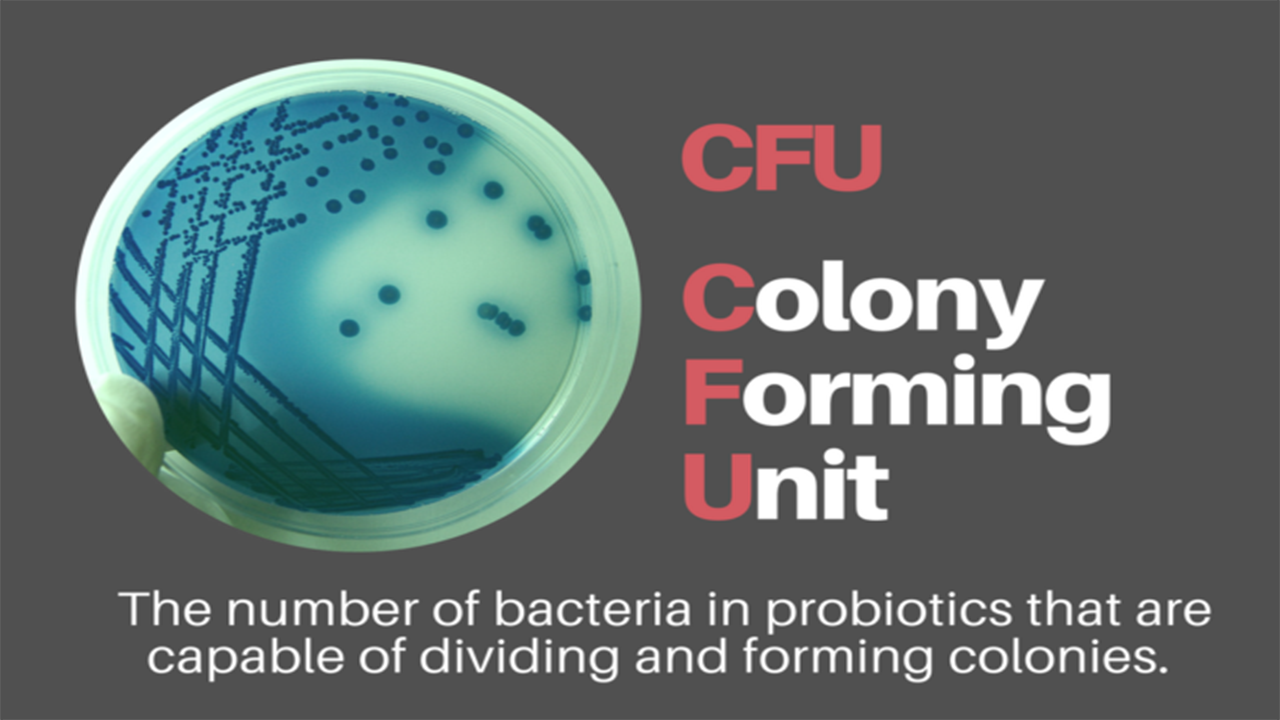 CFU
Colony
Forming
Unit
The number of bacteria in probiotics that are
capable of dividing and forming colonies.